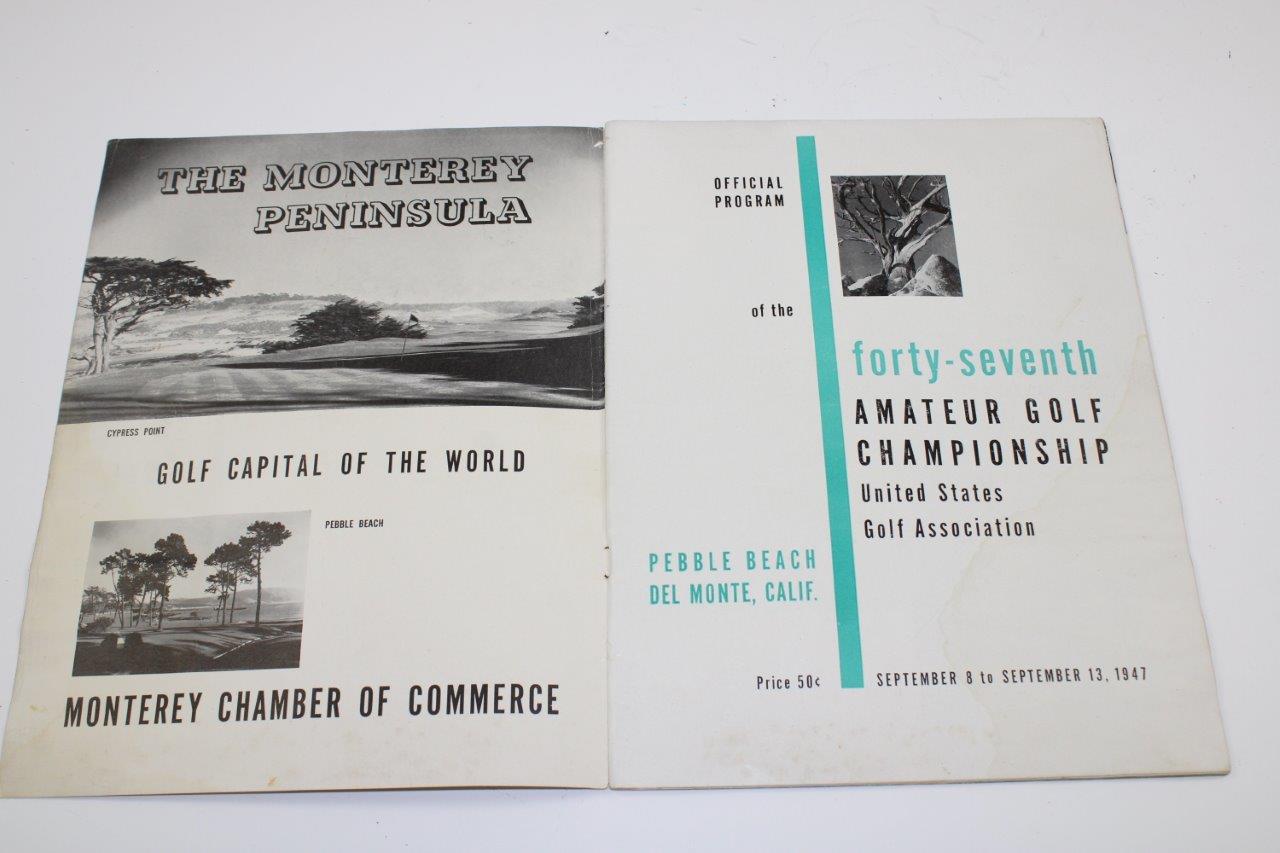 THE MONTEREY
PENINSULA
CYPRESS POINT
GOLF CAPITAL OF THE WORLD
PEBBLE BEACH
MONTEREY CHAMBER OF COMMERCE
OFFICIAL
PROGRAM
of the
forty-seventh
AMATEUR GOLF
CHAMPIONSHIP
United States
Golf Association
PEBBLE BEACH
DEL MONTE, CALIF.
Price 50¢
SEPTEMBER 8 to SEPTEMBER 13, 1947